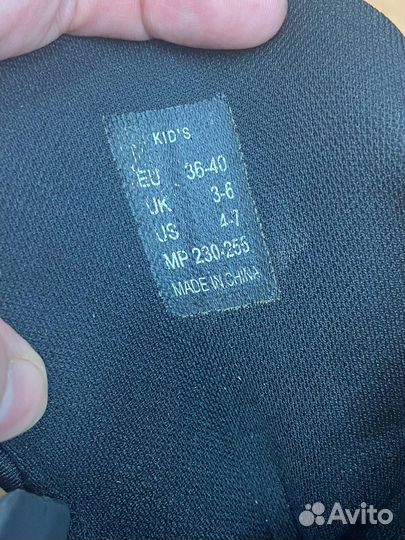 KID'S
EU 36-40
UK 3-6
US 4-7
MP 230-255
MADE IN CHINA
Avito